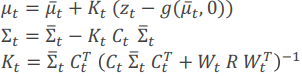 μ_t = μ̄_t + K_t (z_t − g(μ̄_t, 0))
Σ_t = Σ̄_t − K_t C_t Σ̄_t
K_t = Σ̄_t C_t^T (C_t Σ̄_t C_t^T + W_t R W_t^T)^{−1}